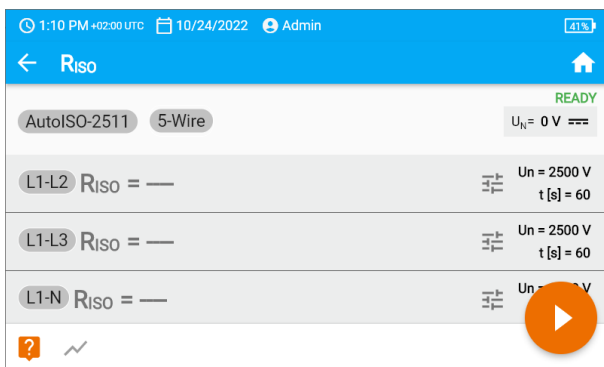 1:10 PM +02:00 UTC 10/24/2022 Admin 41%
RISO
READY
AutoISO-2511 5-Wire UN= 0 V
L1-L2 RISO = ---- Un = 2500 V
t [s] = 60
L1-L3 RISO = ---- Un = 2500 V
t [s] = 60
L1-N RISO = ---- Un V
?